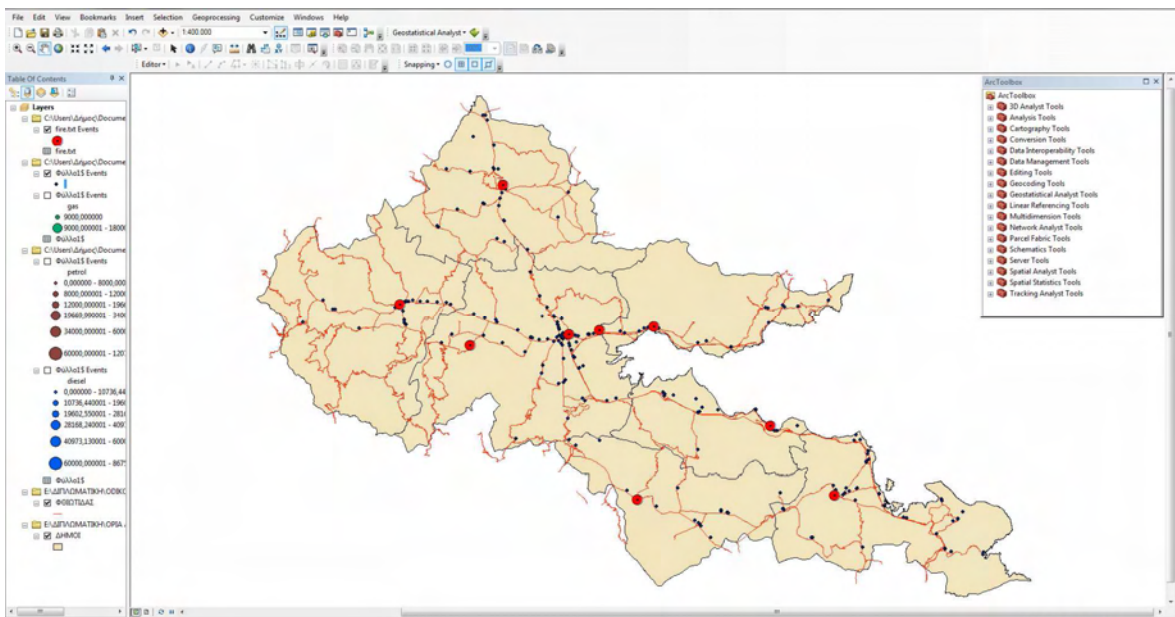 File Edit View Bookmarks Insert Selection Geoprocessing Customize Windows Help
1:400.000
Geostatistical Analyst
Editor
Snapping
Table Of Contents
Layers
C:\Users\Δήμος\Docume
fire.txt Events
fire.txt
C:\Users\Δήμος\Docume
Φύλλο1$ Events
Φύλλο1$ Events
gas
9000,000000
9000,000001 - 18000
Φύλλο1$
C:\Users\Δήμος\Docume
Φύλλο1$ Events
petrol
0,000000 - 8000,000
8000,000001 - 12000
12000,000001 - 1966
34000,000001 - 6000
60000,000001 - 120
Φύλλο1$ Events
diesel
0,000000 - 10736,44
10736,440001 - 1960
19602,550001 - 2816
28168,240001 - 4097
40973,130001 - 6000
60000,000001 - 867
Φύλλο1$
E:\ΔΙΠΛΩΜΑΤΙΚΗ\ΟΔΙΚΟ
ΦΘΙΩΤΙΔΑΣ
E:\ΔΙΠΛΩΜΑΤΙΚΗ\ΟΡΙΑ
ΔΗΜΟΙ
ArcToolbox
ArcToolbox
3D Analyst Tools
Analysis Tools
Cartography Tools
Conversion Tools
Data Interoperability Tools
Data Management Tools
Editing Tools
Geocoding Tools
Geostatistical Analyst Tools
Linear Referencing Tools
Multidimension Tools
Network Analyst Tools
Parcel Fabric Tools
Schematics Tools
Server Tools
Spatial Analyst Tools
Spatial Statistics Tools
Tracking Analyst Tools